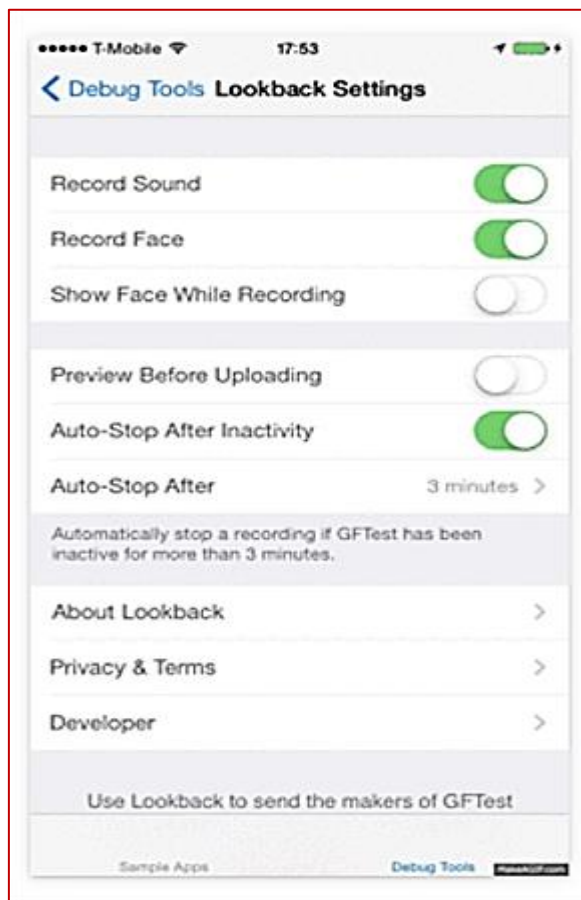 T-Mobile 17:53
Debug Tools Lookback Settings
Record Sound
Record Face
Show Face While Recording
Preview Before Uploading
Auto-Stop After Inactivity
Auto-Stop After 3 minutes
Automatically stop a recording if GFTest has been
inactive for more than 3 minutes.
About Lookback
Privacy & Terms
Developer
Use Lookback to send the makers of GFTest
Sample Apps Debug Tools